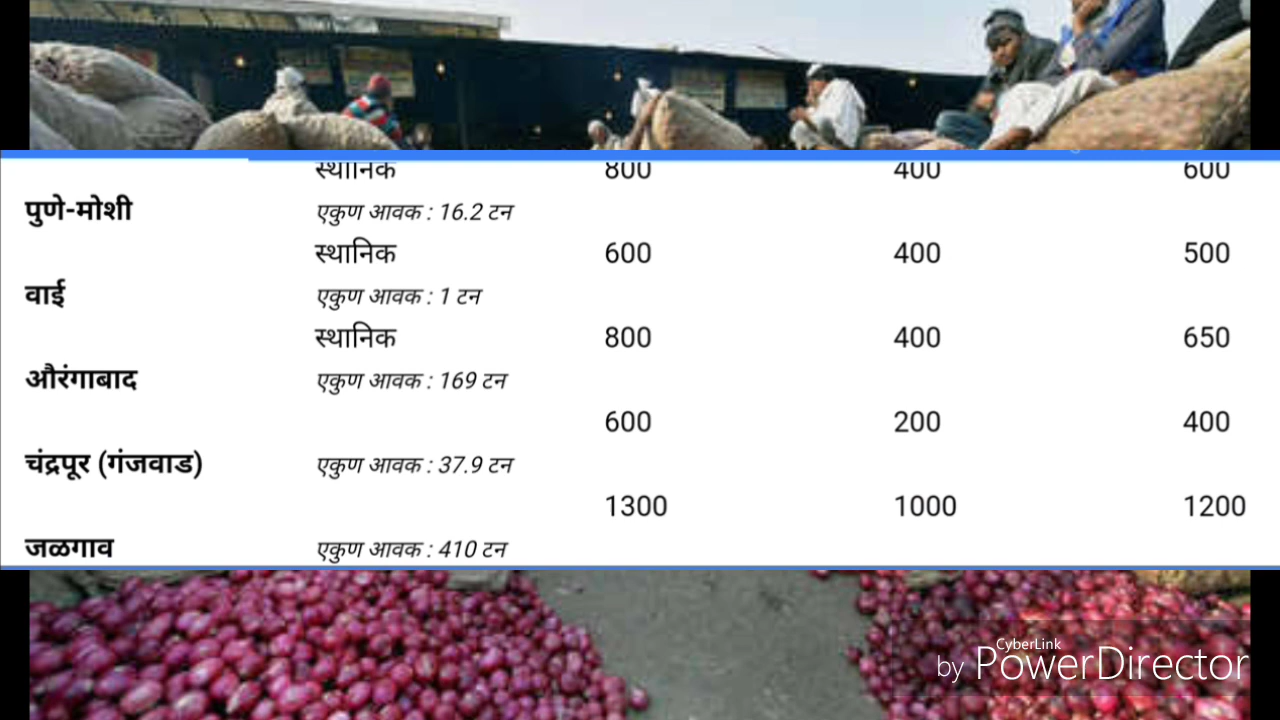 स्थानिक 800 400 600
पुणे-मोशी एकुण आवक : 16.2 टन
स्थानिक 600 400 500
वाई एकुण आवक : 1 टन
स्थानिक 800 400 650
औरंगाबाद एकुण आवक : 169 टन
600 200 400
चंद्रपूर (गंजवाड) एकुण आवक : 37.9 टन
1300 1000 1200
जळगाव एकुण आवक : 410 टन
CyberLink
by PowerDirector